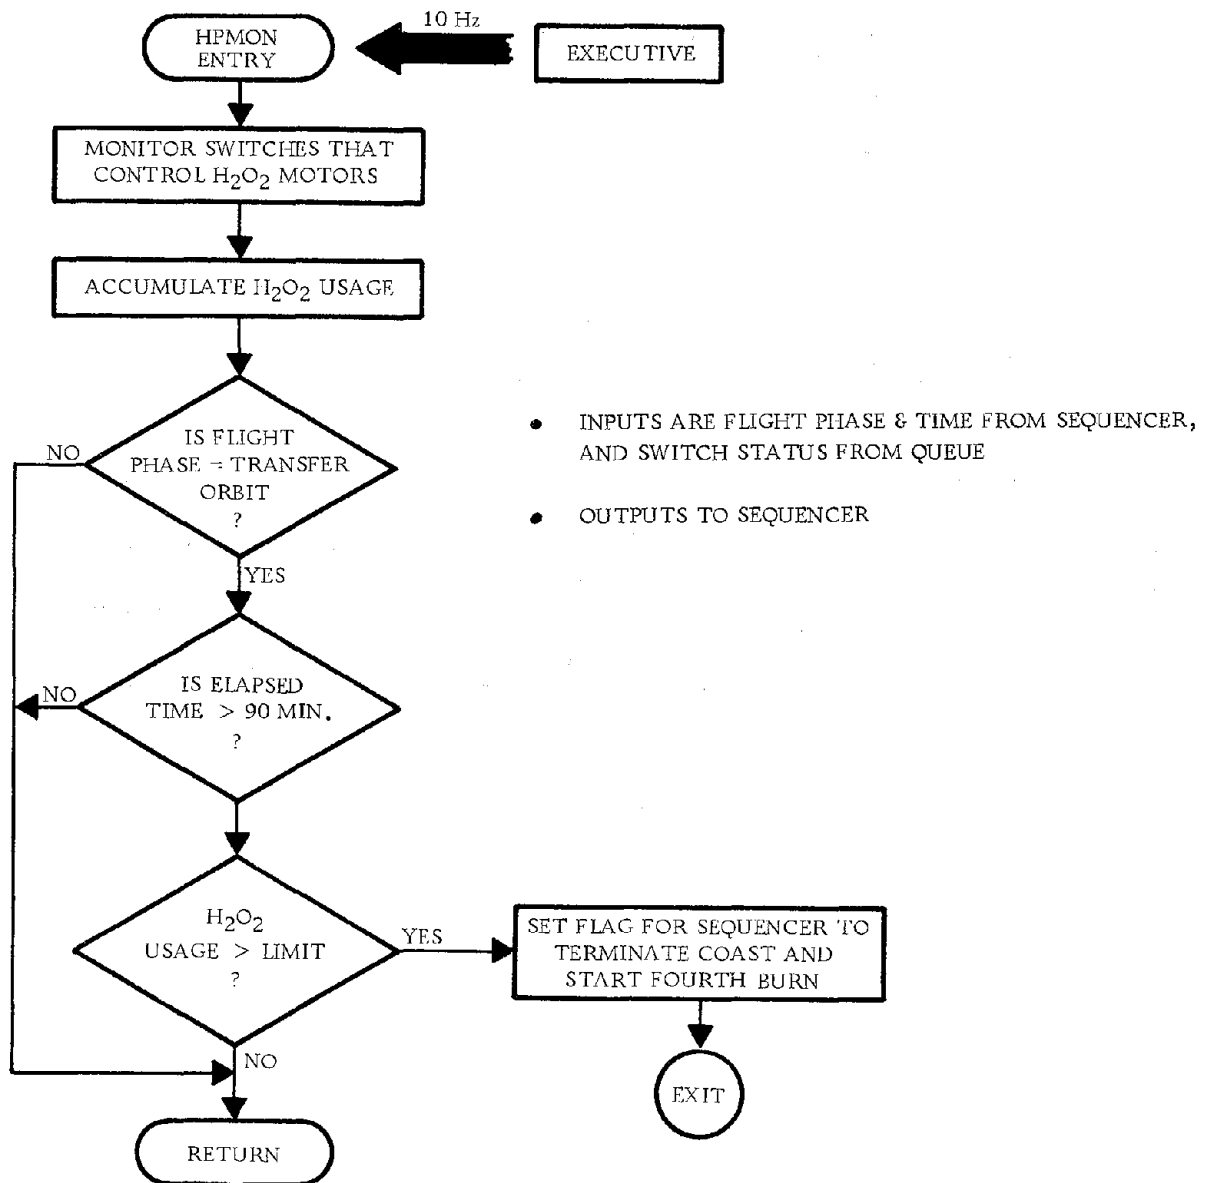 10 Hz
HPMON
ENTRY
EXECUTIVE
MONITOR SWITCHES THAT
CONTROL H₂O₂ MOTORS
ACCUMULATE H₂O₂ USAGE
IS FLIGHT
PHASE = TRANSFER
ORBIT
?
NO
YES
• INPUTS ARE FLIGHT PHASE & TIME FROM SEQUENCER,
AND SWITCH STATUS FROM QUEUE
• OUTPUTS TO SEQUENCER
IS ELAPSED
TIME > 90 MIN.
?
NO
H₂O₂
USAGE > LIMIT
?
YES
SET FLAG FOR SEQUENCER TO
TERMINATE COAST AND
START FOURTH BURN
NO
EXIT
RETURN